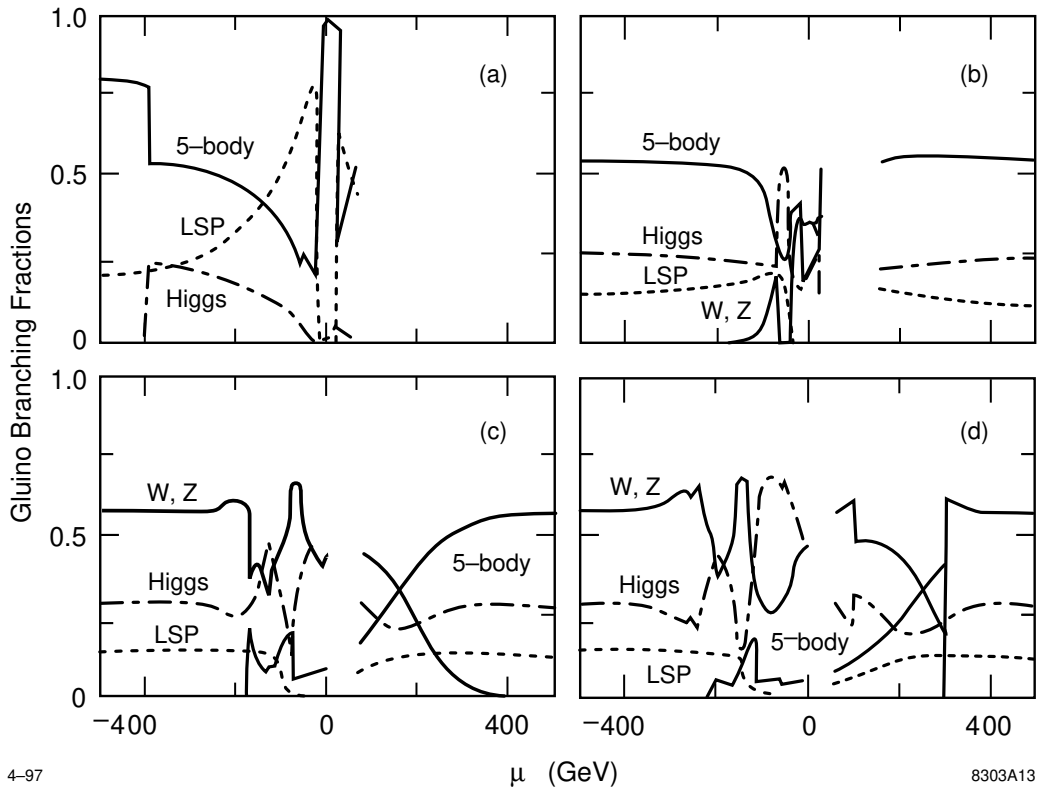 Gluino Branching Fractions
1.0
0.5
0
(a)
5–body
LSP
Higgs
(b)
5–body
Higgs
LSP
W, Z
1.0
0.5
0
(c)
W, Z
Higgs
LSP
5–body
(d)
W, Z
Higgs
LSP
5–body
–400 0 400
–400 0 400
μ (GeV)
4–97
8303A13